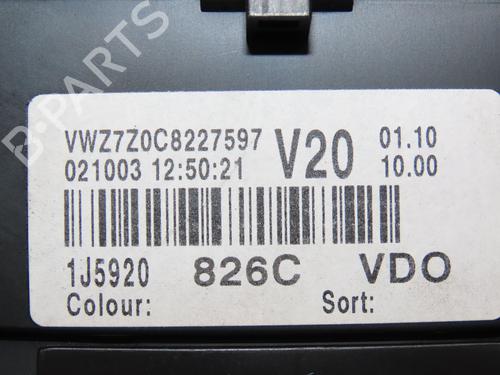 VWZ7Z0C8227597 V20 01.10
021003 12:50:21 10.00
1J5920 826C VDO
Colour: Sort:
B-PARTS